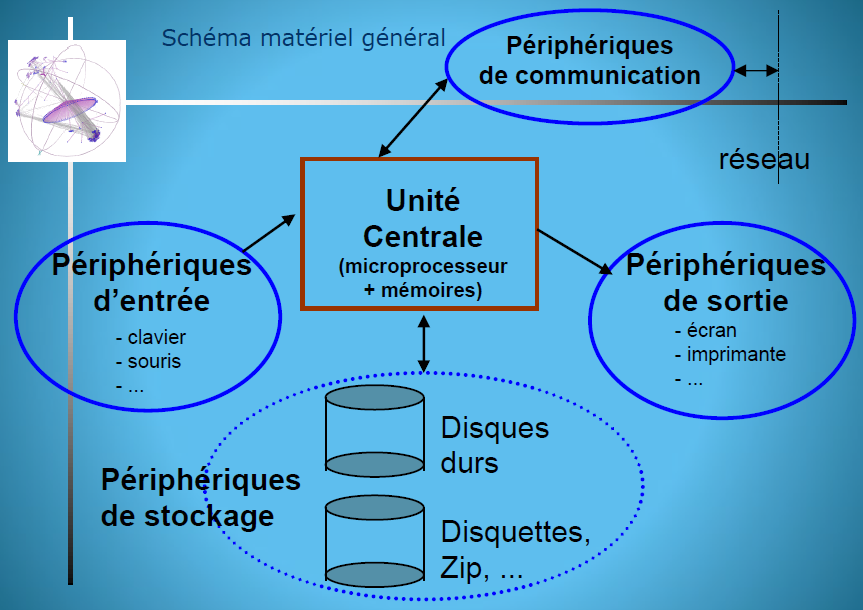 Schéma matériel général
Périphériques
de communication
réseau
Unité
Centrale
(microprocesseur
+ mémoires)
Périphériques
d’entrée
- clavier
- souris
- ...
Périphériques
de sortie
- écran
- imprimante
- ...
Périphériques
de stockage
Disques
durs
Disquettes,
Zip, ...